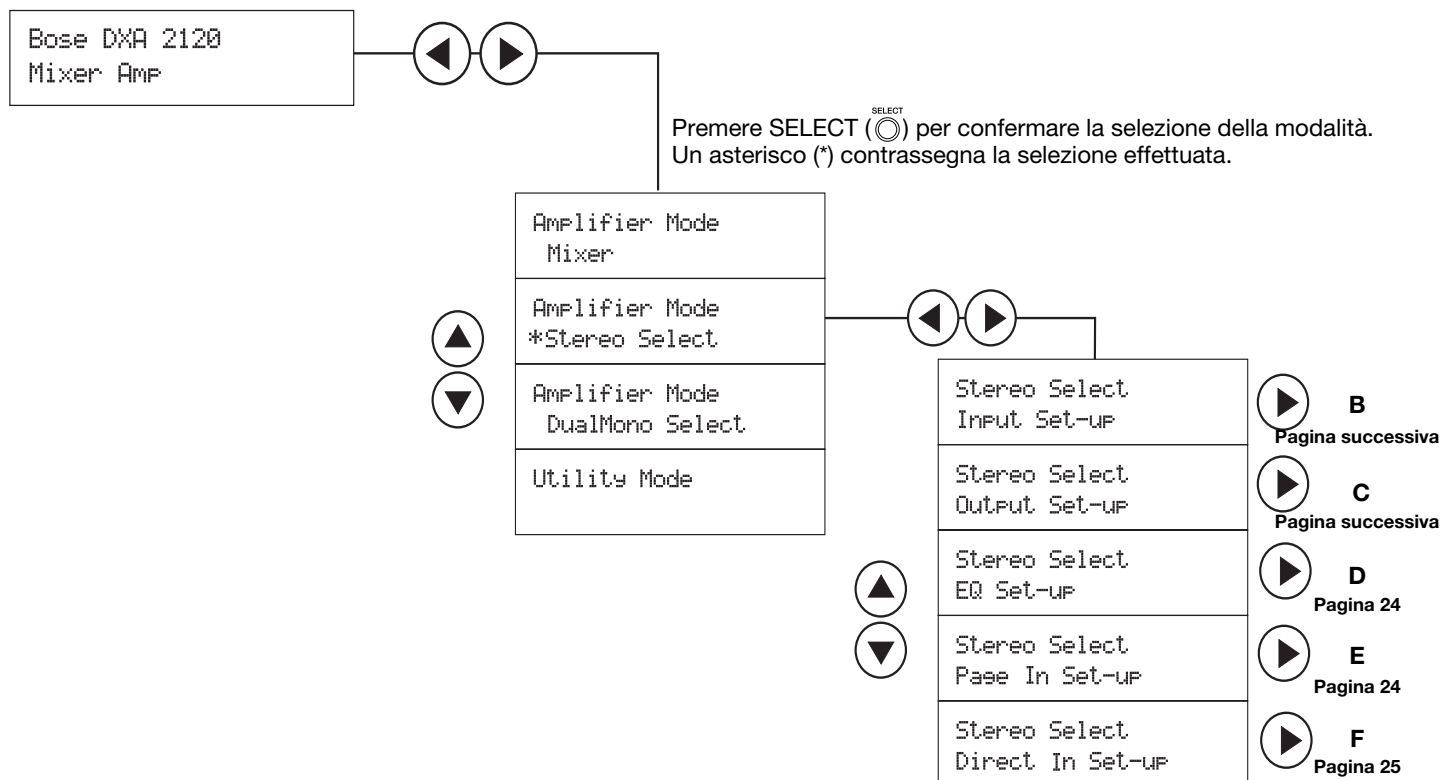 Bose DXA 2120
Mixer Amp
Premere SELECT (SELECT) per confermare la selezione della modalità.
Un asterisco (*) contrassegna la selezione effettuata.
Amplifier Mode
Mixer
Amplifier Mode
*Stereo Select
Amplifier Mode
DualMono Select
Utility Mode
Stereo Select
Input Set-up
B
Pagina successiva
Stereo Select
Output Set-up
C
Pagina successiva
Stereo Select
EQ Set-up
D
Pagina 24
Stereo Select
Page In Set-up
E
Pagina 24
Stereo Select
Direct In Set-up
F
Pagina 25